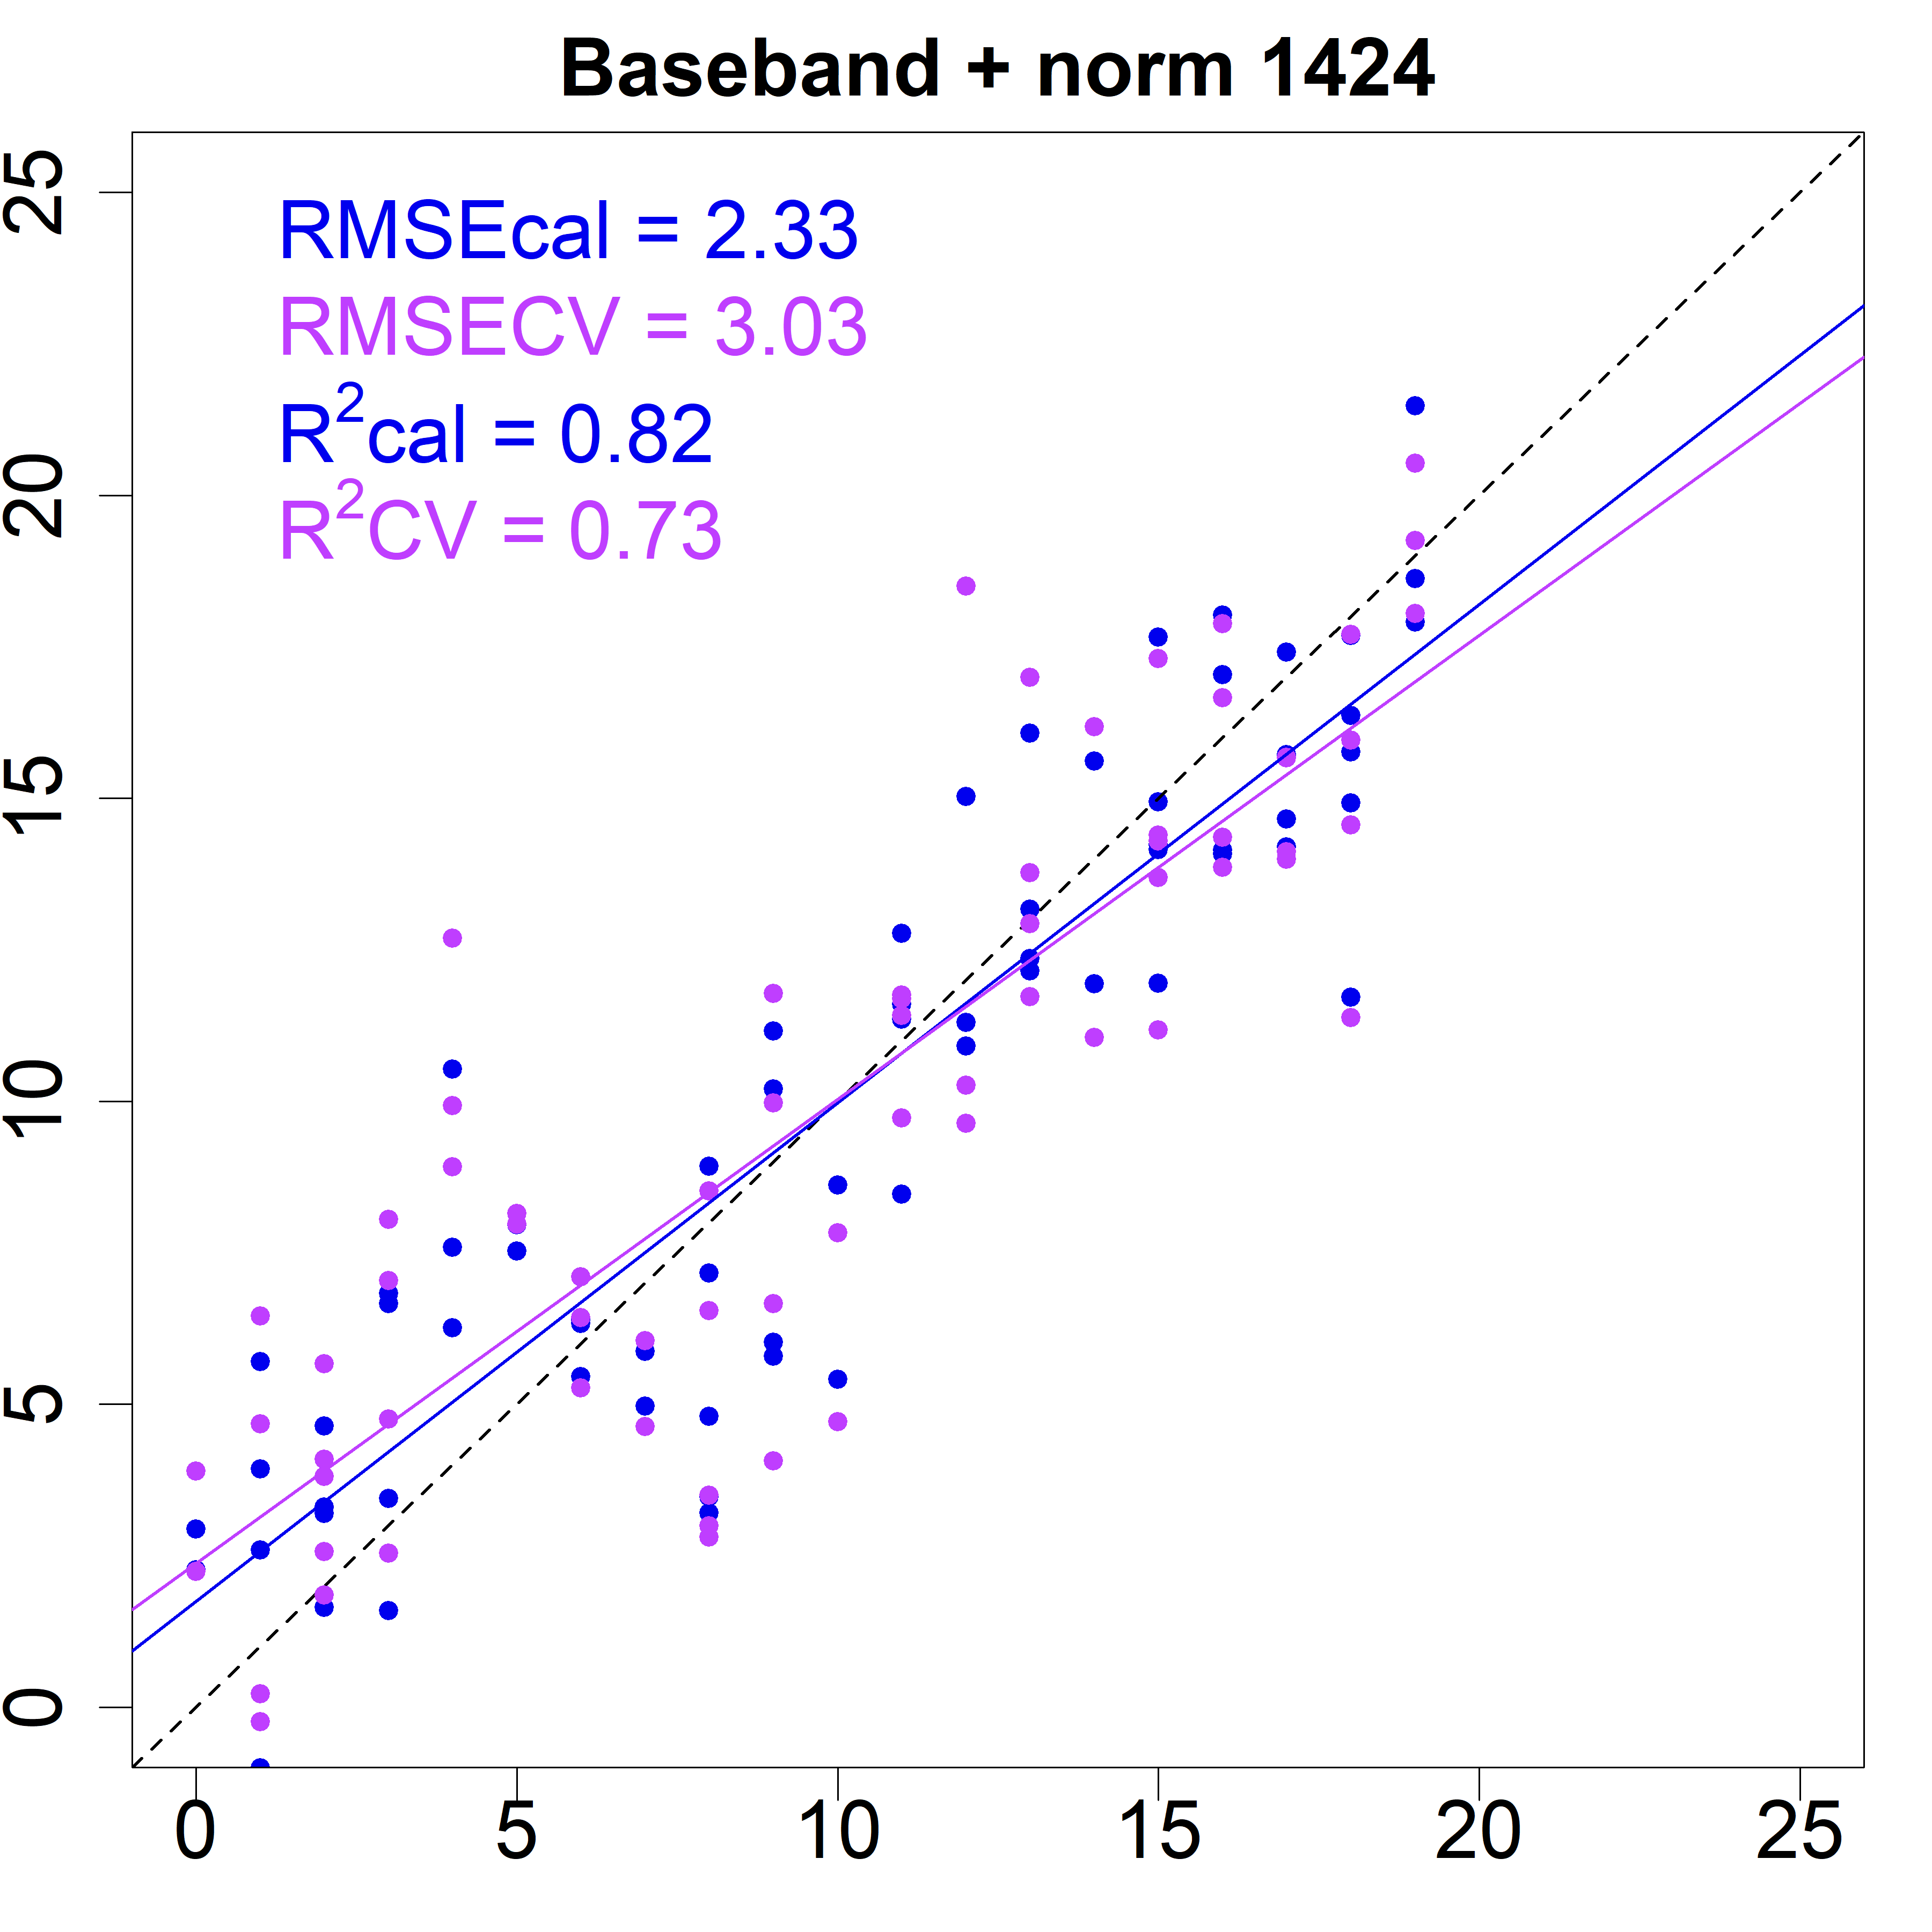 Baseband + norm 1424
RMSEcal = 2.33
RMSECV = 3.03
R²cal = 0.82
R²CV = 0.73
25
20
15
10
5
0
0 5 10 15 20 25